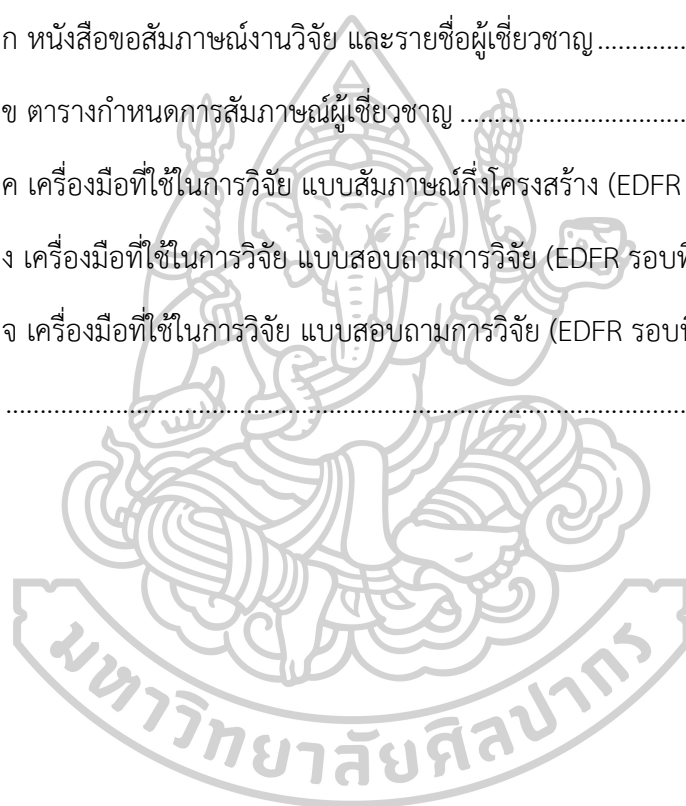 ก หนังสือขอสัมภาษณ์งานวิจัย และรายชื่อผู้เชี่ยวชาญ..............
ข ตารางกำหนดการสัมภาษณ์ผู้เชี่ยวชาญ ...................................
ค เครื่องมือที่ใช้ในการวิจัย แบบสัมภาษณ์กึ่งโครงสร้าง (EDFR
ง เครื่องมือที่ใช้ในการวิจัย แบบสอบถามการวิจัย (EDFR รอบ
จ เครื่องมือที่ใช้ในการวิจัย แบบสอบถามการวิจัย (EDFR รอบ
.......................................................................................................
มหาวิทยาลัยศิลปากร